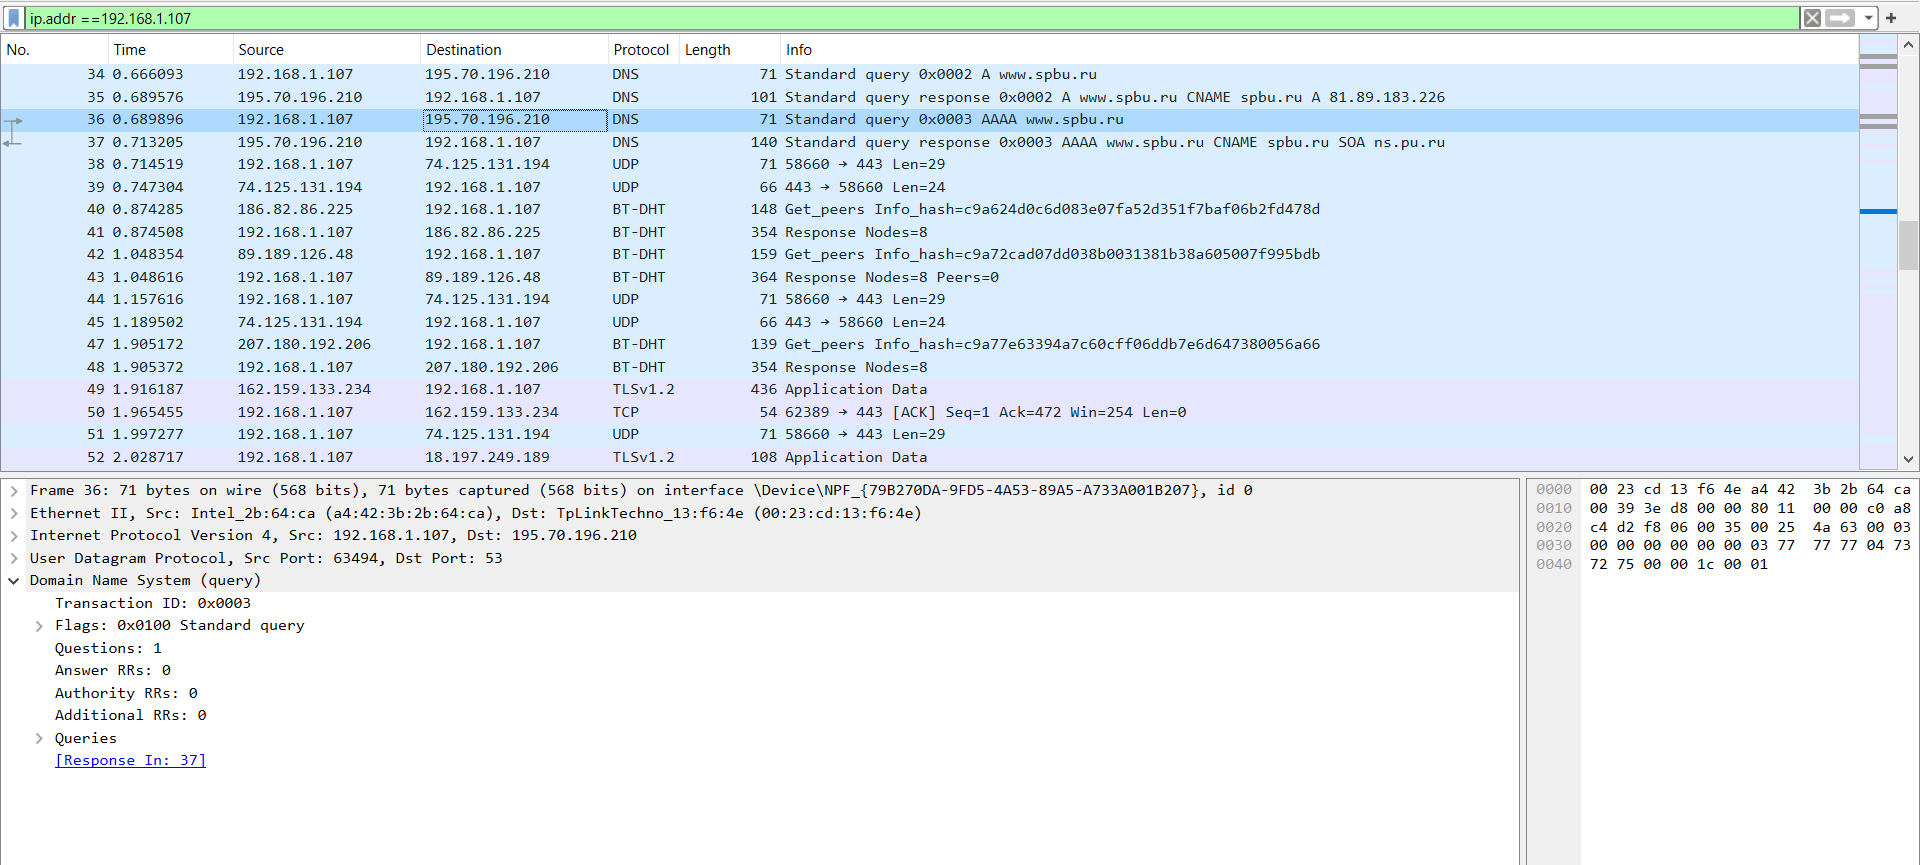 ip.addr ==192.168.1.107
No. Time Source Destination Protocol Length Info
34 0.666093 192.168.1.107 195.70.196.210 DNS 71 Standard query 0x0002 A www.spbu.ru
35 0.689576 195.70.196.210 192.168.1.107 DNS 101 Standard query response 0x0002 A www.spbu.ru CNAME spbu.ru A 81.89.183.226
36 0.689896 192.168.1.107 195.70.196.210 DNS 71 Standard query 0x0003 AAAA www.spbu.ru
37 0.713205 195.70.196.210 192.168.1.107 DNS 140 Standard query response 0x0003 AAAA www.spbu.ru CNAME spbu.ru SOA ns.pu.ru
38 0.714519 192.168.1.107 74.125.131.194 UDP 71 58660 → 443 Len=29
39 0.747304 74.125.131.194 192.168.1.107 UDP 66 443 → 58660 Len=24
40 0.874285 186.82.86.225 192.168.1.107 BT-DHT 148 Get_peers Info_hash=c9a624d0c6d083e07fa52d351f7baf06b2fd478d
41 0.874508 192.168.1.107 186.82.86.225 BT-DHT 354 Response Nodes=8
42 1.048354 89.189.126.48 192.168.1.107 BT-DHT 159 Get_peers Info_hash=c9a72cad07dd038b0031381b38a605007f995bdb
43 1.048616 192.168.1.107 89.189.126.48 BT-DHT 364 Response Nodes=8 Peers=0
44 1.157616 192.168.1.107 74.125.131.194 UDP 71 58660 → 443 Len=29
45 1.189502 74.125.131.194 192.168.1.107 UDP 66 443 → 58660 Len=24
47 1.905172 207.180.192.206 192.168.1.107 BT-DHT 139 Get_peers Info_hash=c9a77e63394a7c60cff06ddb7e6d647380056a66
48 1.905372 192.168.1.107 207.180.192.206 BT-DHT 354 Response Nodes=8
49 1.916187 162.159.133.234 192.168.1.107 TLSv1.2 436 Application Data
50 1.965455 192.168.1.107 162.159.133.234 TCP 54 62389 → 443 [ACK] Seq=1 Ack=472 Win=254 Len=0
51 1.997277 192.168.1.107 74.125.131.194 UDP 71 58660 → 443 Len=29
52 2.028717 192.168.1.107 18.197.249.189 TLSv1.2 108 Application Data
Frame 36: 71 bytes on wire (568 bits), 71 bytes captured (568 bits) on interface \Device\NPF_{79B270DA-9FD5-4A53-89A5-A733A001B207}, id 0
Ethernet II, Src: Intel_2b:64:ca (a4:42:3b:2b:64:ca), Dst: TpLinkTechno_13:f6:4e (00:23:cd:13:f6:4e)
Internet Protocol Version 4, Src: 192.168.1.107, Dst: 195.70.196.210
User Datagram Protocol, Src Port: 63494, Dst Port: 53
Domain Name System (query)
Transaction ID: 0x0003
Flags: 0x0100 Standard query
Questions: 1
Answer RRs: 0
Authority RRs: 0
Additional RRs: 0
Queries
[Response In: 37]
0000 00 23 cd 13 f6 4e a4 42 3b 2b 64 ca
0010 00 39 3e d8 00 00 80 11 00 00 c0 a8
0020 c4 d2 f8 06 00 35 00 25 4a 63 00 03
0030 00 00 00 00 00 00 03 77 77 77 04 73
0040 72 75 00 00 1c 00 01